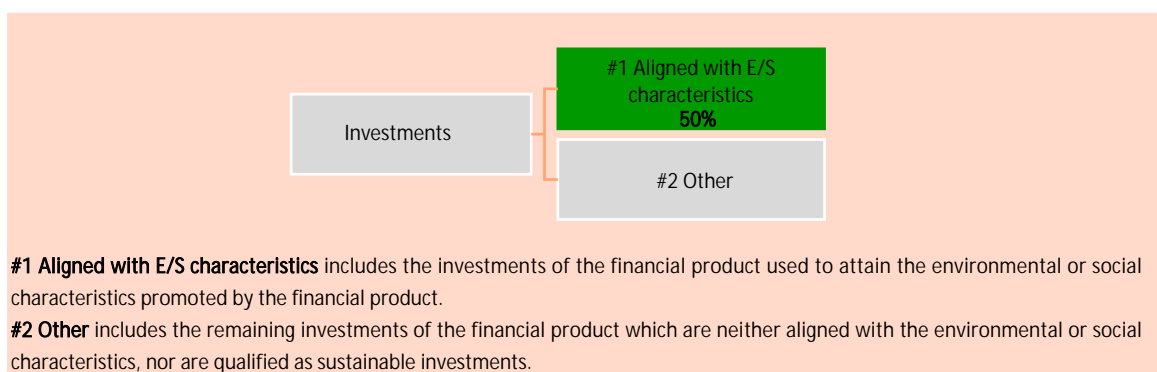 #1 Aligned with E/S
characteristics
50%
Investments
#2 Other
#1 Aligned with E/S characteristics includes the investments of the financial product used to attain the environmental or social
characteristics promoted by the financial product.
#2 Other includes the remaining investments of the financial product which are neither aligned with the environmental or social
characteristics, nor are qualified as sustainable investments.